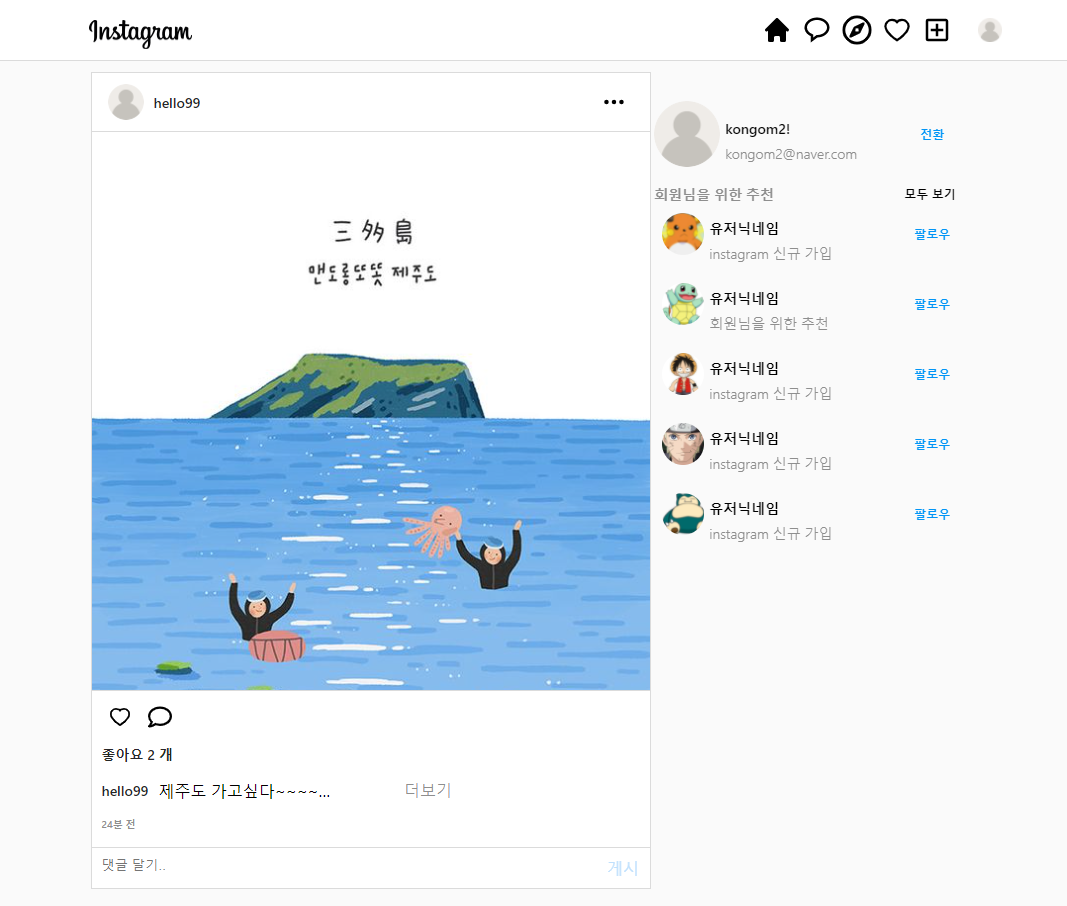 Instagram
hello99
三多島
맨도롱또똣 제주도
좋아요 2 개
hello99 제주도 가고싶다~~~~... 더보기
24분 전
댓글 달기.. 게시
kongom2! 전환
kongom2@naver.com
회원님을 위한 추천 모두 보기
유저닉네임 팔로우
instagram 신규 가입
유저닉네임 팔로우
회원님을 위한 추천
유저닉네임 팔로우
instagram 신규 가입
유저닉네임 팔로우
instagram 신규 가입
유저닉네임 팔로우
instagram 신규 가입